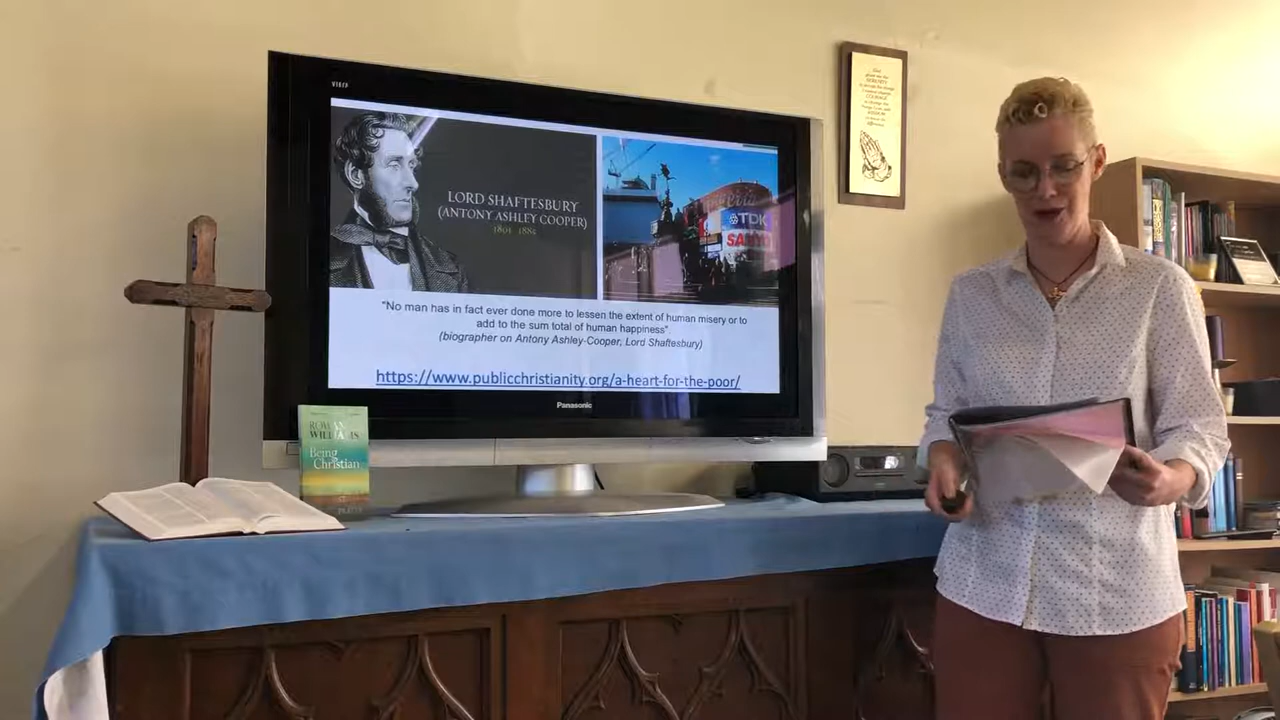 LORD SHAFTESBURY
(ANTONY ASHLEY COOPER)
TDK
SANYO
"No man has in fact ever done more to lessen the extent of human misery or to
add to the sum total of human happiness".
(biographer on Antony Ashley-Cooper, Lord Shaftesbury)
https://www.publicchristianity.org/a-heart-for-the-poor/
Panasonic
ROWAN
WILLIAMS
Being
Christian